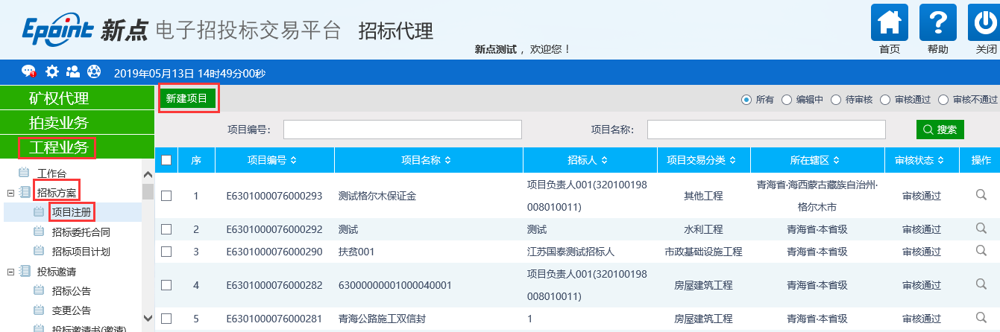 Epoint 新点 电子招投标交易平台 招标代理
新点测试 ，欢迎您！
首页 帮助 关闭
2019年05月13日 14时49分00秒
矿权代理
拍卖业务
工程业务
工作台
招标方案
项目注册
招标委托合同
招标项目计划
投标邀请
招标公告
变更公告
投标邀请书(邀请)
新建项目 所有 编辑中 待审核 审核通过 审核不通过
项目编号： 项目名称： 搜索
序 项目编号 项目名称 招标人 项目交易分类 所在辖区 审核状态 操作
1 E6301000076000293 测试格尔木保证金 项目负责人001(320100198 其他工程 青海省·海西蒙古藏族自治州· 审核通过
008010011) 格尔木市
2 E6301000076000292 测试 测试 水利工程 青海省·本省级 审核通过
3 E6301000076000290 扶贫001 江苏国泰测试招标人 市政基础设施工程 青海省·本省级 审核通过
4 E6301000076000282 63000000001000040001 项目负责人001(320100198 房屋建筑工程 青海省·本省级 审核通过
008010011)
5 E6301000076000281 青海公路施工双信封 1 房屋建筑工程 青海省·本省级 审核通过